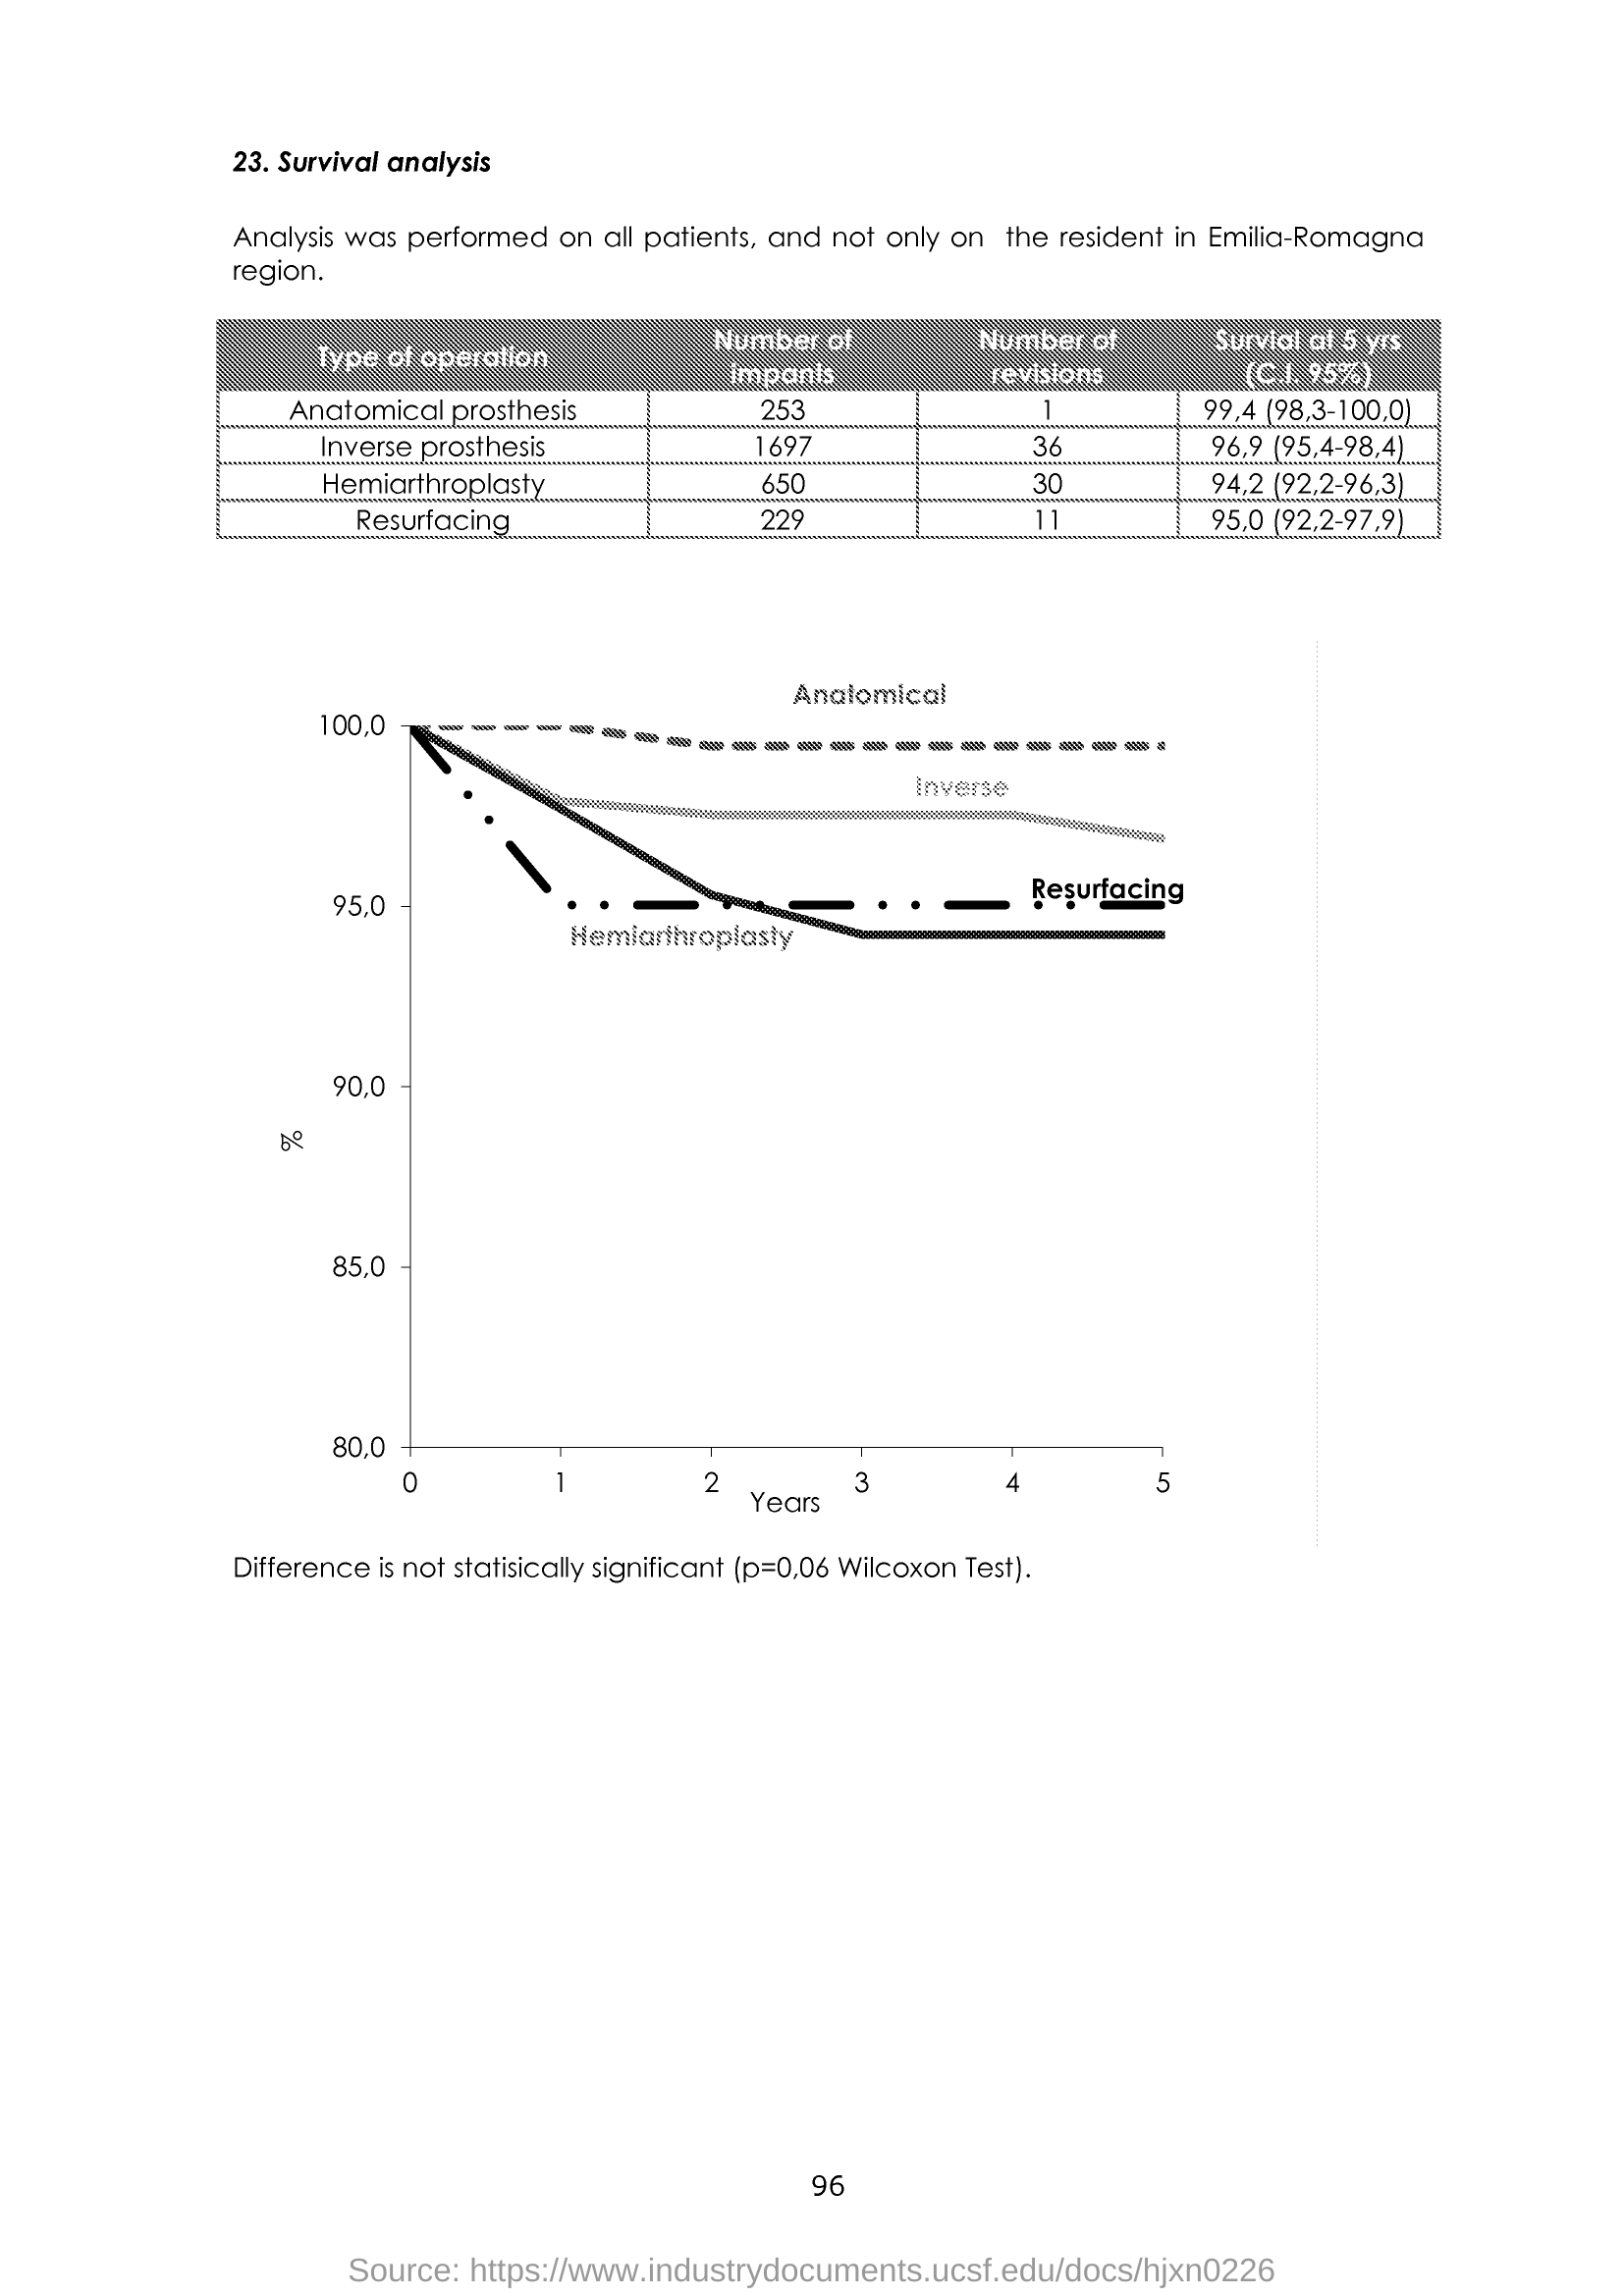 23. Survival analysis
Analysis was performed on all patients, and not only on the resident in Emilia-Romagna
region.
Type of operation Number of impants Number of revisions Survial at 5 yrs (C.I. 95%)
Anatomical prosthesis 253 1 99,4 (98,3-100,0)
Inverse prosthesis 1697 36 96,9 (95,4-98,4)
Hemiarthroplasty 650 30 94,2 (92,2-96,3)
Resurfacing 229 11 95,0 (92,2-97,9)
Anatomical
100,0
Inverse
Resurfacing
95,0
Hemiarthroplasty
90,0
%
85,0
80,0
0 1 2 3 4 5
Years
Difference is not statisically significant (p=0,06 Wilcoxon Test).
96
Source: https://www.industrydocuments.ucsf.edu/docs/hjxn0226